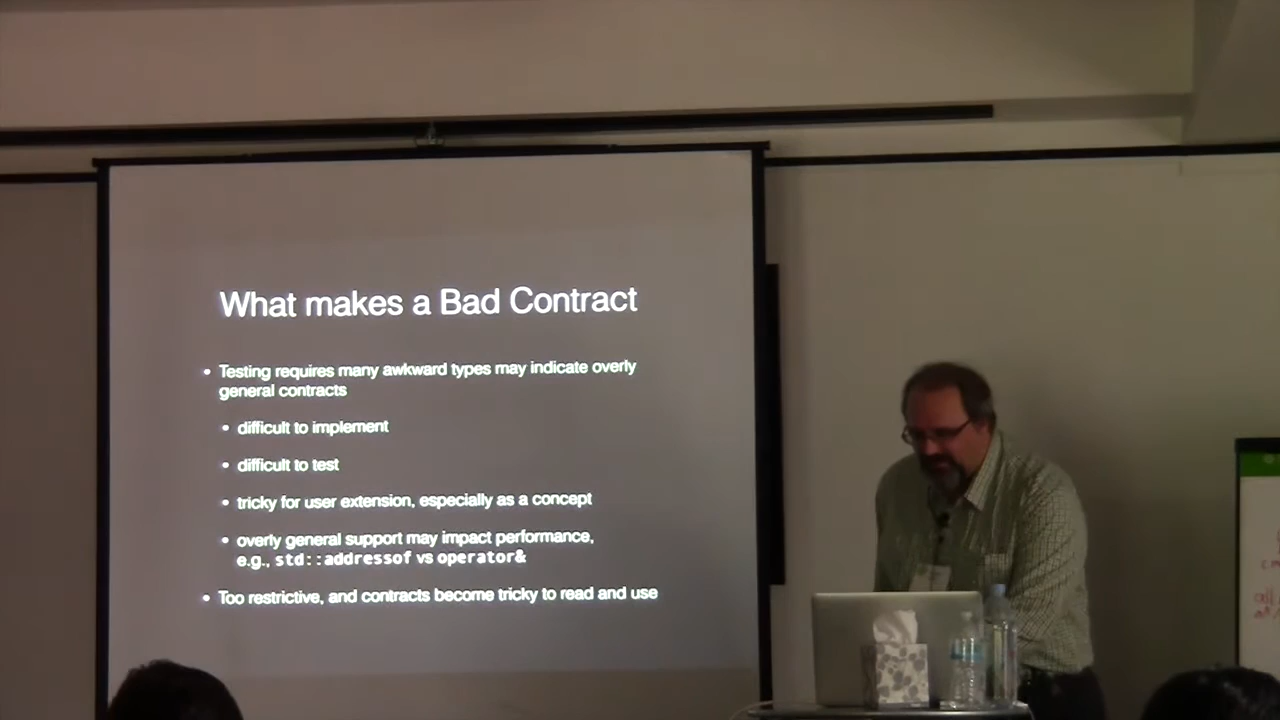 What makes a Bad Contract
• Testing requires many awkward types may indicate overly
general contracts
• difficult to implement
• difficult to test
• tricky for user extension, especially as a concept
• overly general support may impact performance,
e.g., std::addressof vs operator&
• Too restrictive, and contracts become tricky to read and use